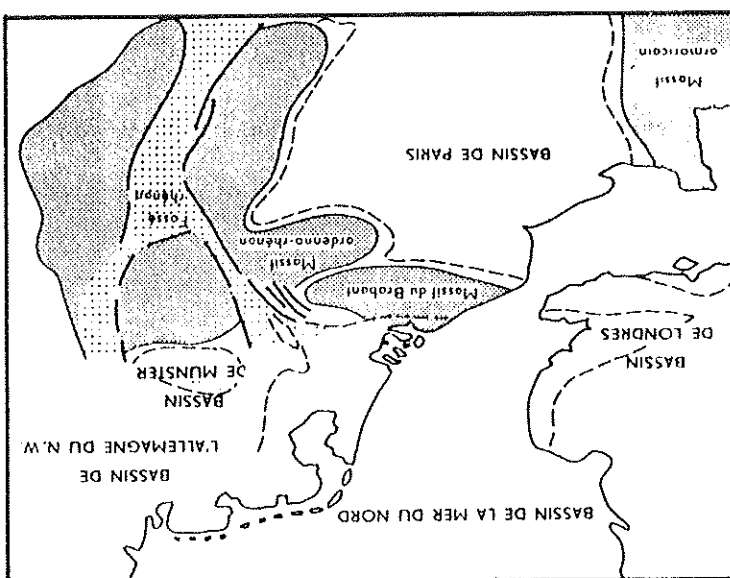 BASSIN DE LA MER DU NORD
BASSIN DE
L'ALLEMAGNE DU N.W.
BASSIN
DE MUNSTER
BASSIN
DE LONDRES
Massif du Brabant
Massif
ardenno-rhénan
Fossé
rhénan
BASSIN DE PARIS
Massif
armoricain